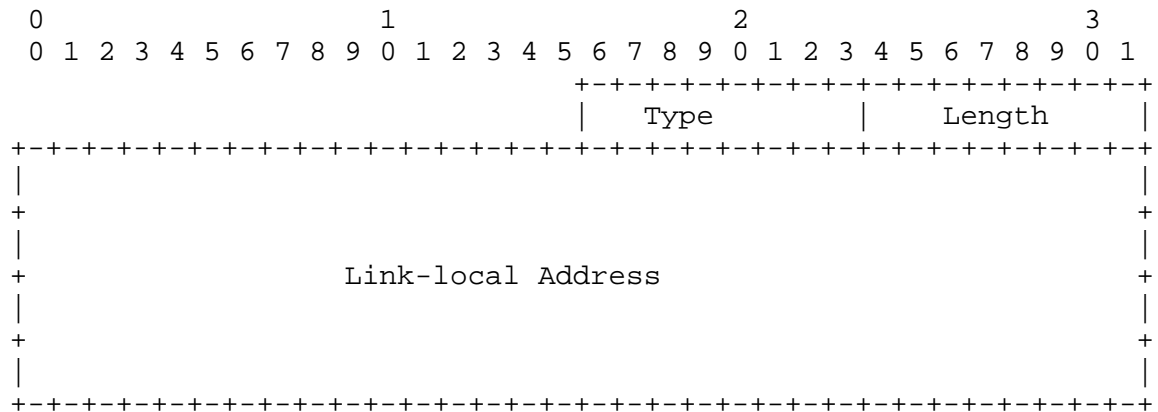 0                   1                   2                   3
 0 1 2 3 4 5 6 7 8 9 0 1 2 3 4 5 6 7 8 9 0 1 2 3 4 5 6 7 8 9 0 1
                                +-+-+-+-+-+-+-+-+-+-+-+-+-+-+-+-+
                                |   Type        |    Length     |
+-+-+-+-+-+-+-+-+-+-+-+-+-+-+-+-+-+-+-+-+-+-+-+-+-+-+-+-+-+-+-+-+
|                                                               |
+                                                               +
|                                                               |
+                  Link-local Address                           +
|                                                               |
+                                                               +
|                                                               |
+-+-+-+-+-+-+-+-+-+-+-+-+-+-+-+-+-+-+-+-+-+-+-+-+-+-+-+-+-+-+-+-+